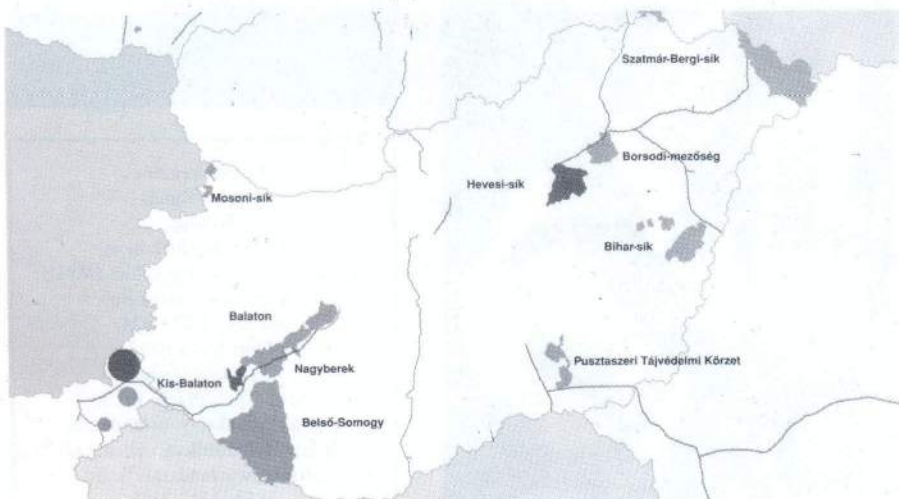 Szatmár-Bergi-sík
Borsodi-mezőség
Hevesi-sík
Mosoni-sík
Bihar-sík
Balaton
Pusztaszeri Tájvédelmi Körzet
Nagyberek
Kis-Balaton
Belső-Somogy